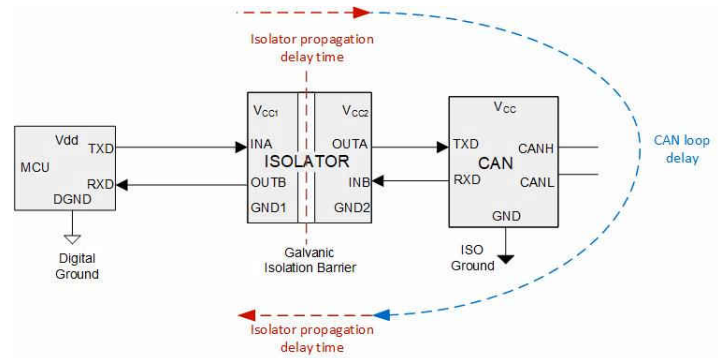 Isolator propagation
delay time
VCC1
VCC2
VCC
Vdd
TXD
INA
OUTA
TXD
CANH
CAN loop
delay
MCU
ISOLATOR
CAN
RXD
OUTB
INB
RXD
CANL
DGND
GND1
GND2
GND
Digital
Ground
Galvanic
Isolation Barrier
ISO
Ground
Isolator propagation
delay time